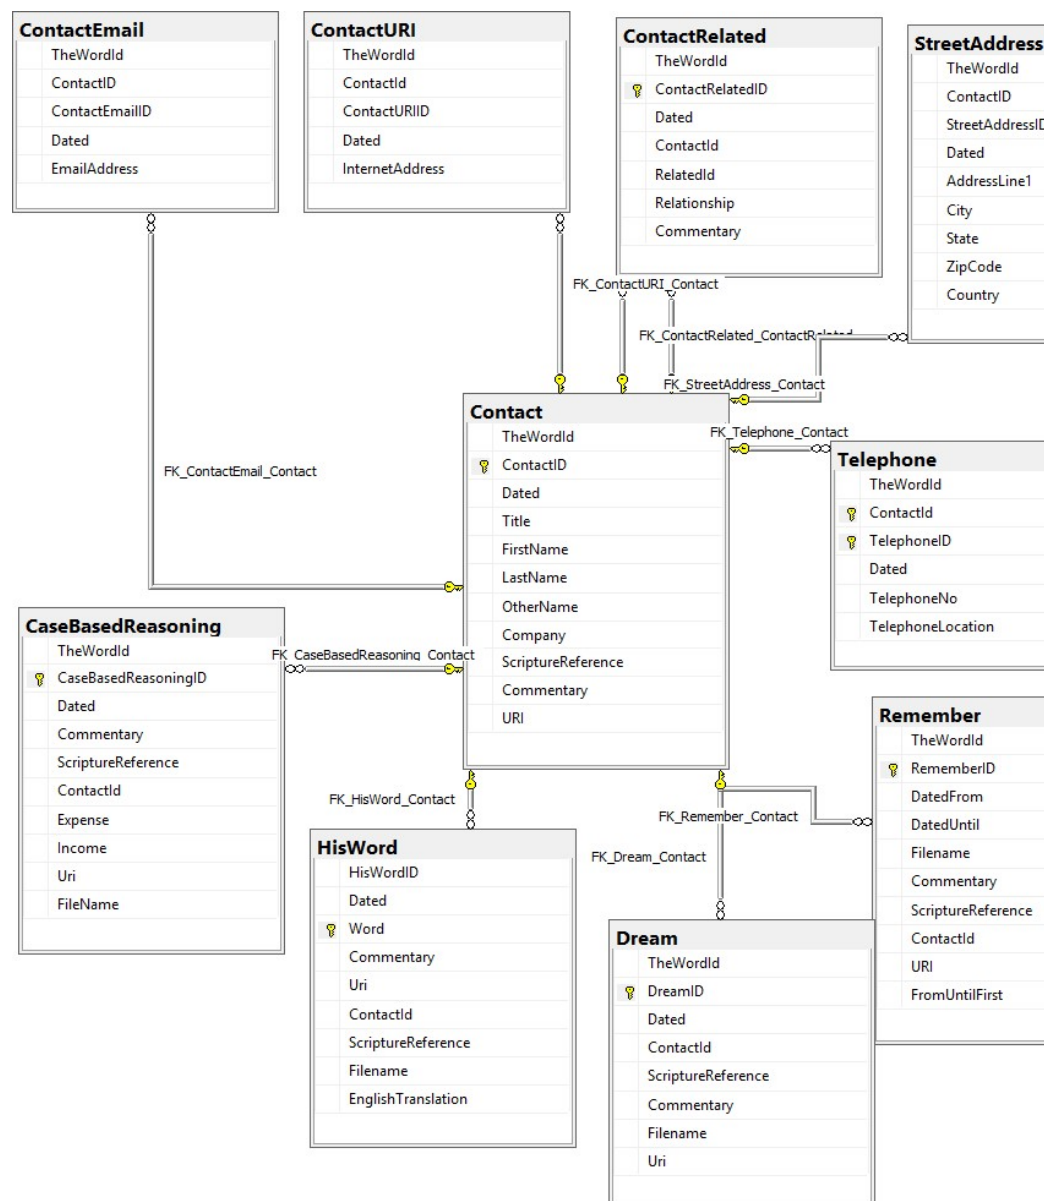 ContactEmail
TheWordId
ContactID
ContactEmailID
Dated
EmailAddress
ContactURI
TheWordId
ContactId
ContactURIID
Dated
InternetAddress
ContactRelated
TheWordId
ContactRelatedID
Dated
ContactId
RelatedId
Relationship
Commentary
StreetAddress
TheWordId
ContactID
StreetAddressID
Dated
AddressLine1
City
State
ZipCode
Country
FK_ContactURI_Contact
FK_ContactRelated_ContactRelated
FK_StreetAddress_Contact
FK_Telephone_Contact
FK_ContactEmail_Contact
Contact
TheWordId
ContactID
Dated
Title
FirstName
LastName
OtherName
Company
ScriptureReference
Commentary
URI
Telephone
TheWordId
ContactId
TelephoneID
Dated
TelephoneNo
TelephoneLocation
CaseBasedReasoning
TheWordId
CaseBasedReasoningID
Dated
Commentary
ScriptureReference
ContactId
Expense
Income
Uri
FileName
FK_CaseBasedReasoning_Contact
FK_HisWord_Contact
FK_Remember_Contact
FK_Dream_Contact
Remember
TheWordId
RememberID
DatedFrom
DatedUntil
Filename
Commentary
ScriptureReference
ContactId
URI
FromUntilFirst
HisWord
HisWordID
Dated
Word
Commentary
Uri
ContactId
ScriptureReference
Filename
EnglishTranslation
Dream
TheWordId
DreamID
Dated
ContactId
ScriptureReference
Commentary
Filename
Uri